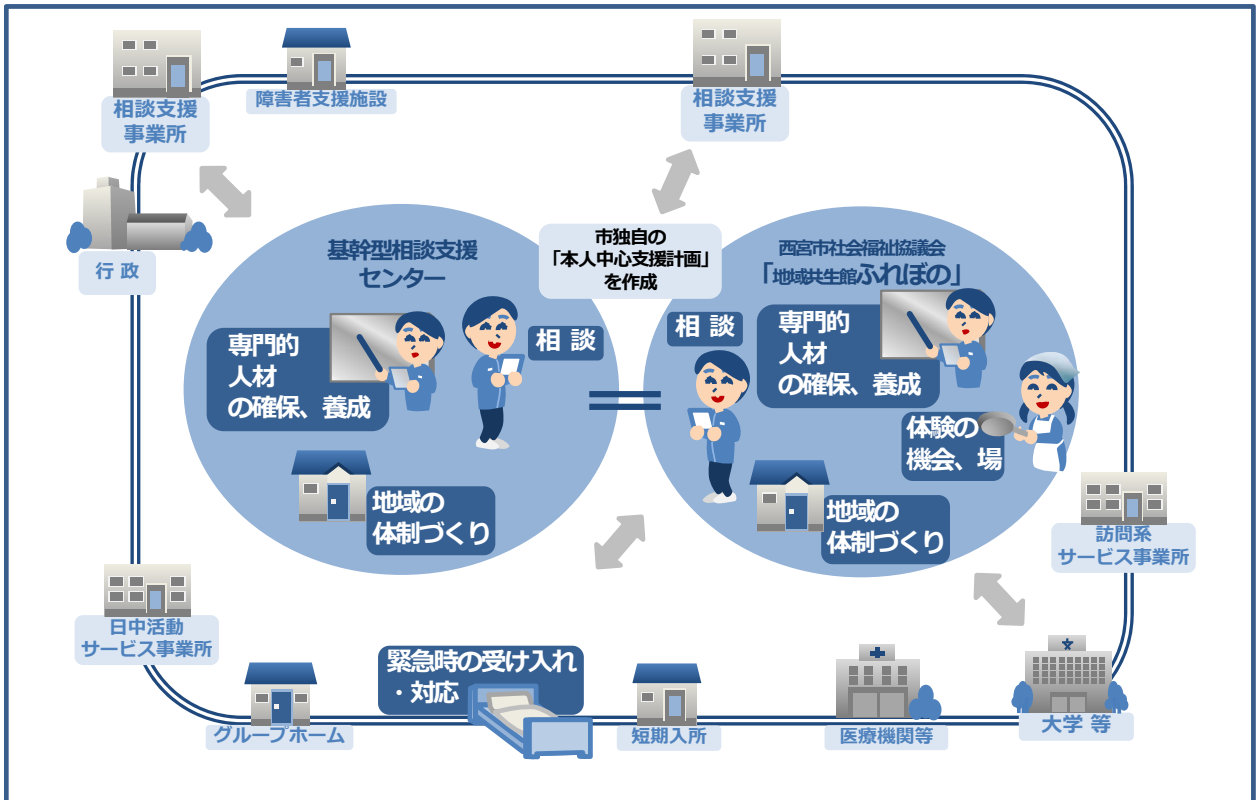 相談支援
事業所
障害者支援施設
相談支援
事業所
行 政
基幹型相談支援
センター
市独自の
「本人中心支援計画」
を作成
西宮市社会福祉協議会
「地域共生館ふれぼの」
専門的
人材
の確保、養成
相 談
相 談
専門的
人材
の確保、養成
体験の
機会、場
地域の
体制づくり
地域の
体制づくり
訪問系
サービス事業所
日中活動
サービス事業所
緊急時の受け入れ
・対応
グループホーム
短期入所
医療機関等
大学 等